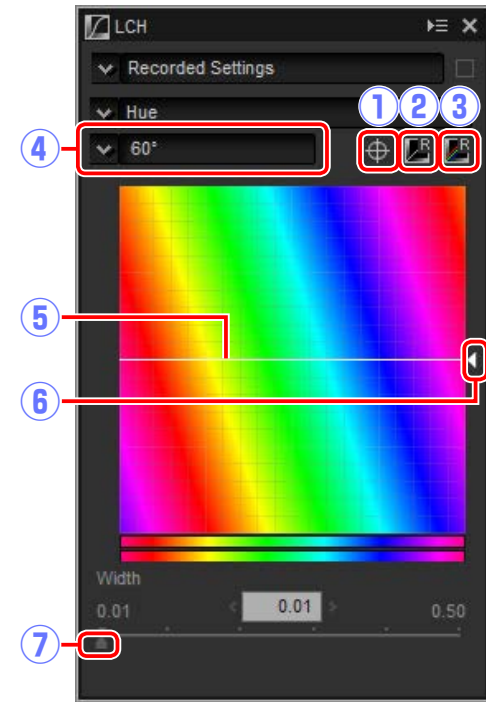 LCH
Recorded Settings
Hue
1 2 3
4
60°
R R
5
6
Width
0.01 0.01 0.50
7